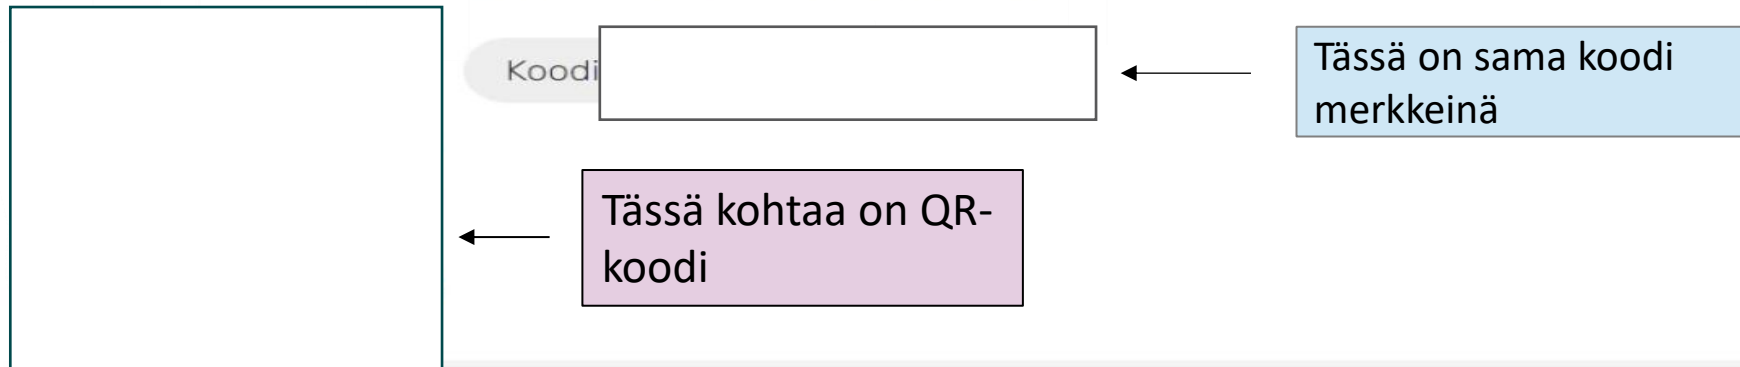 Koodi
Tässä on sama koodi
merkkeinä
Tässä kohtaa on QR-
koodi